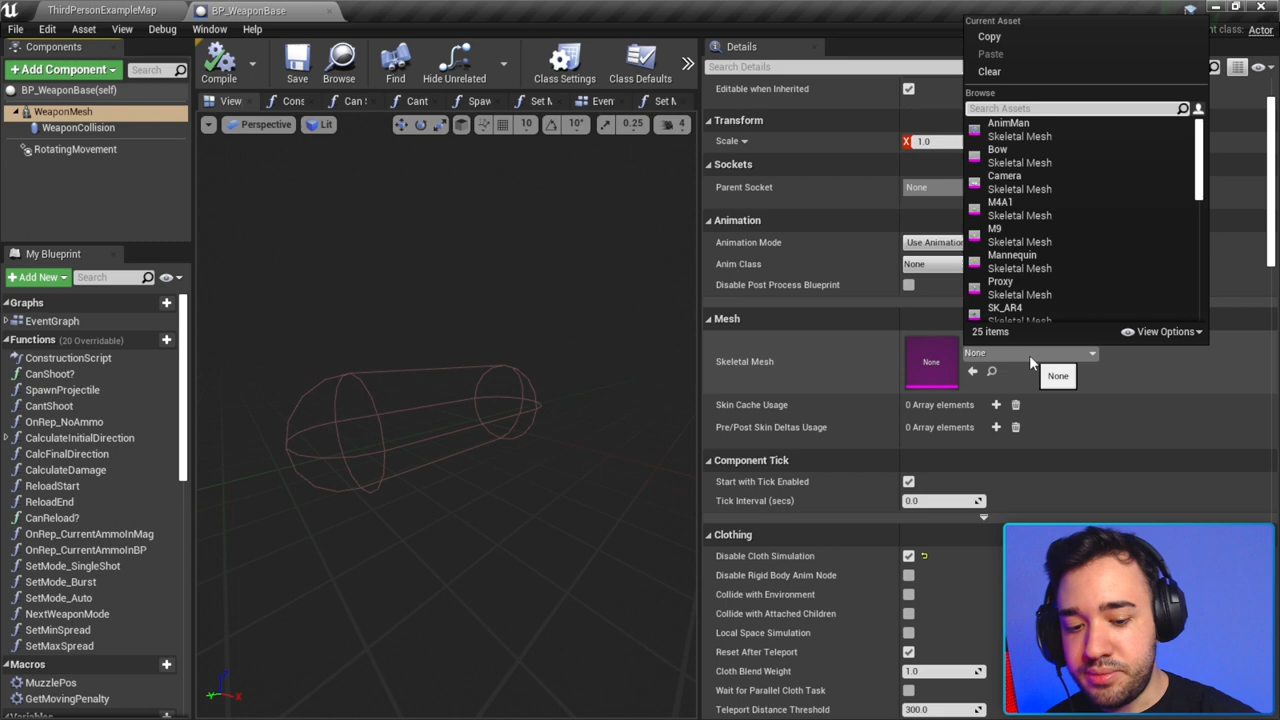 ThirdPersonExampleMap
BP_WeaponBase
File
Edit
Asset
View
Debug
Window
Help
Components
Add Component
Search
BP_WeaponBase(self)
WeaponMesh
WeaponCollision
RotatingMovement
My Blueprint
Add New
Search
Graphs
EventGraph
Functions (20 Overridable)
ConstructionScript
CanShoot?
SpawnProjectile
CantShoot
OnRep_NoAmmo
CalculateInitialDirection
CalcFinalDirection
CalculateDamage
ReloadStart
ReloadEnd
CanReload?
OnRep_CurrentAmmoInMag
OnRep_CurrentAmmoInBP
SetMode_SingleShot
SetMode_Burst
SetMode_Auto
NextWeaponMode
SetMinSpread
SetMaxSpread
Macros
MuzzlePos
GetMovingPenalty
Compile
Save
Browse
Find
Hide Unrelated
Class Settings
Class Defaults
View
Cons
Can S
Cant
Spaw
Set M
Even
Set M
Perspective
Lit
10
10°
0.25
4
X
Details
Search Details
Editable when Inherited
Transform
Scale
X 1.0
Sockets
Parent Socket
None
Animation
Animation Mode
Use Animation
Anim Class
None
Disable Post Process Blueprint
Mesh
Skeletal Mesh
None
None
None
Skin Cache Usage
0 Array elements
Pre/Post Skin Deltas Usage
0 Array elements
Component Tick
Start with Tick Enabled
Tick Interval (secs)
0.0
Clothing
Disable Cloth Simulation
Disable Rigid Body Anim Node
Collide with Environment
Collide with Attached Children
Local Space Simulation
Reset After Teleport
Cloth Blend Weight
1.0
Wait for Parallel Cloth Task
Teleport Distance Threshold
300.0
Current Asset
Copy
Paste
Clear
Browse
Search Assets
AnimMan
Skeletal Mesh
Bow
Skeletal Mesh
Camera
Skeletal Mesh
M4A1
Skeletal Mesh
M9
Skeletal Mesh
Mannequin
Skeletal Mesh
Proxy
Skeletal Mesh
SK_AR4
Skeletal Mesh
25 items
View Options
class:
Actor